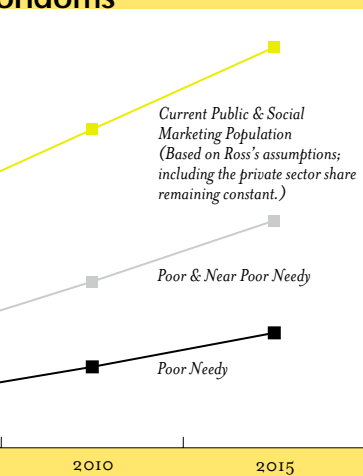 Current Public & Social
Marketing Population
(Based on Ross's assumptions;
including the private sector share
remaining constant.)
Poor & Near Poor Needy
Poor Needy
2010 2015